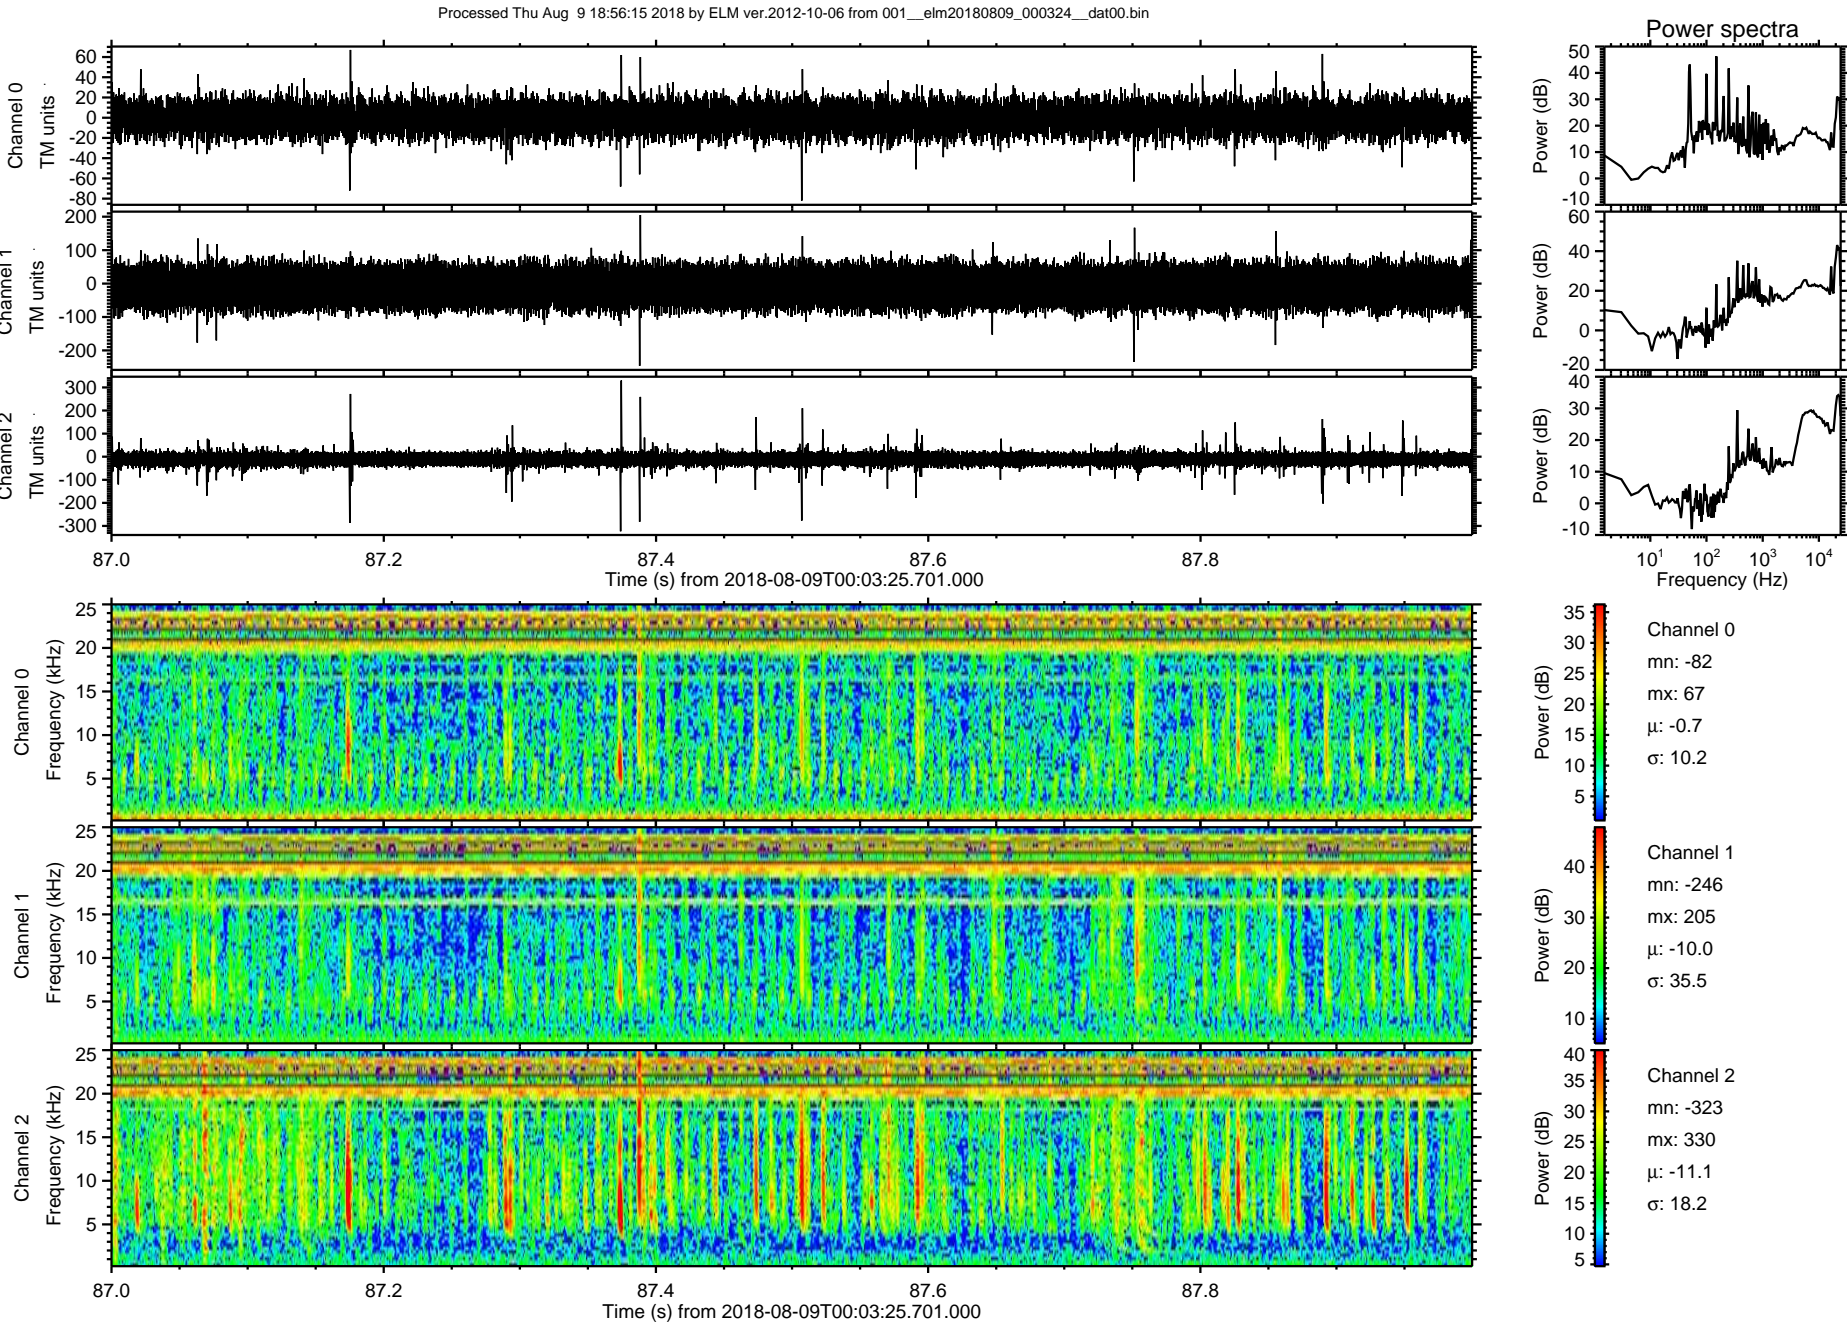 Processed Thu Aug  9 18:56:15 2018 by ELM ver.2012-10-06 from 001__elm20180809_000324__dat00.bin
Power spectra
Channel 0
TM units
60
40
20
0
-20
-40
-60
-80
Power (dB)
50
40
30
20
10
0
-10
Channel 1
TM units
200
100
0
-100
-200
Power (dB)
60
40
20
0
-20
Channel 2
TM units
300
200
100
0
-100
-200
-300
Power (dB)
40
30
20
10
0
-10
87.0 87.2 87.4 87.6 87.8
Time (s) from 2018-08-09T00:03:25.701.000
10¹ 10² 10³ 10⁴
Frequency (Hz)
Channel 0
Frequency (kHz)
25
20
15
10
5
Power (dB)
35
30
25
20
15
10
5
Channel 0
mn: -82
mx: 67
μ: -0.7
σ: 10.2
Channel 1
Frequency (kHz)
25
20
15
10
5
Power (dB)
40
30
20
10
Channel 1
mn: -246
mx: 205
μ: -10.0
σ: 35.5
Channel 2
Frequency (kHz)
25
20
15
10
5
Power (dB)
40
35
30
25
20
15
10
5
Channel 2
mn: -323
mx: 330
μ: -11.1
σ: 18.2
87.0 87.2 87.4 87.6 87.8
Time (s) from 2018-08-09T00:03:25.701.000